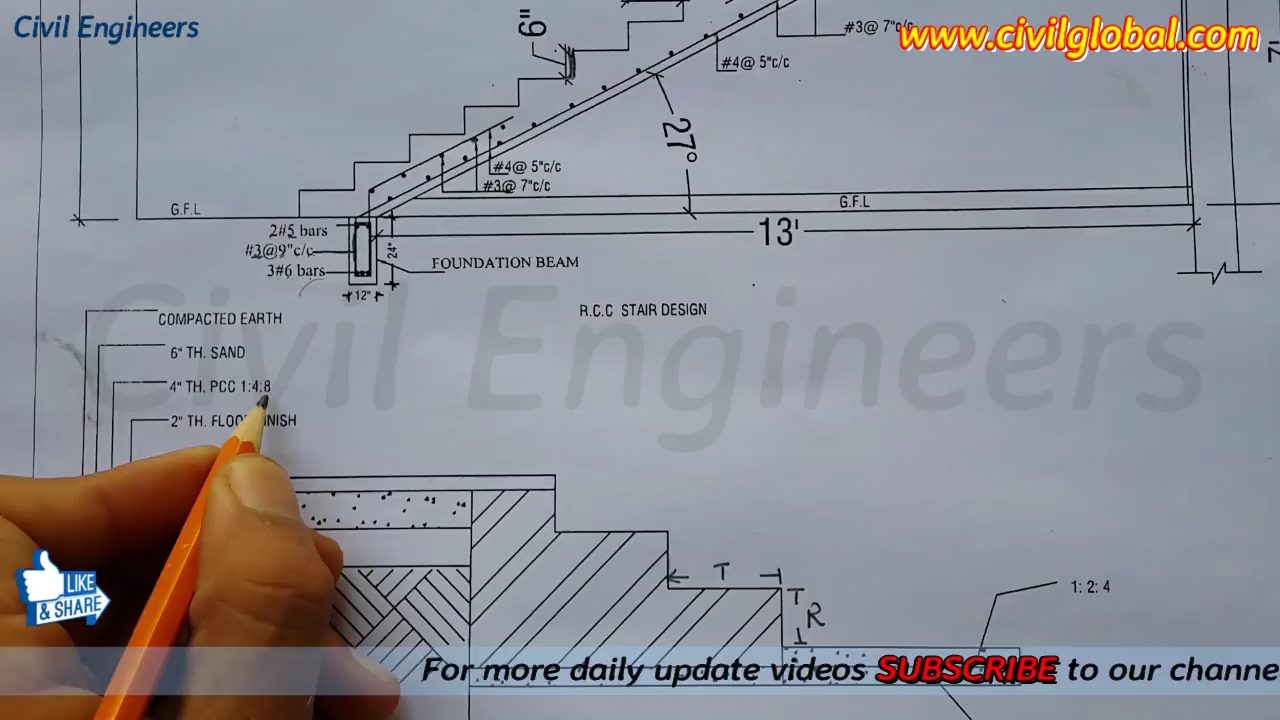 Civil Engineers
www.civilglobal.com
9"
#3@ 7"c/c
#4@ 5"c/c
27°
#4@ 5"c/c
#3@ 7"c/c
G.F.L
G.F.L
2#5 bars
13'
#3@9"c/c
24"
3#6 bars
FOUNDATION BEAM
12"
R.C.C STAIR DESIGN
COMPACTED EARTH
6" TH. SAND
4" TH. PCC 1:4:8
2" TH. FLOOR FINISH
Civil Engineers
T
R
1: 2: 4
LIKE
& SHARE
For more daily update videos SUBSCRIBE to our channe